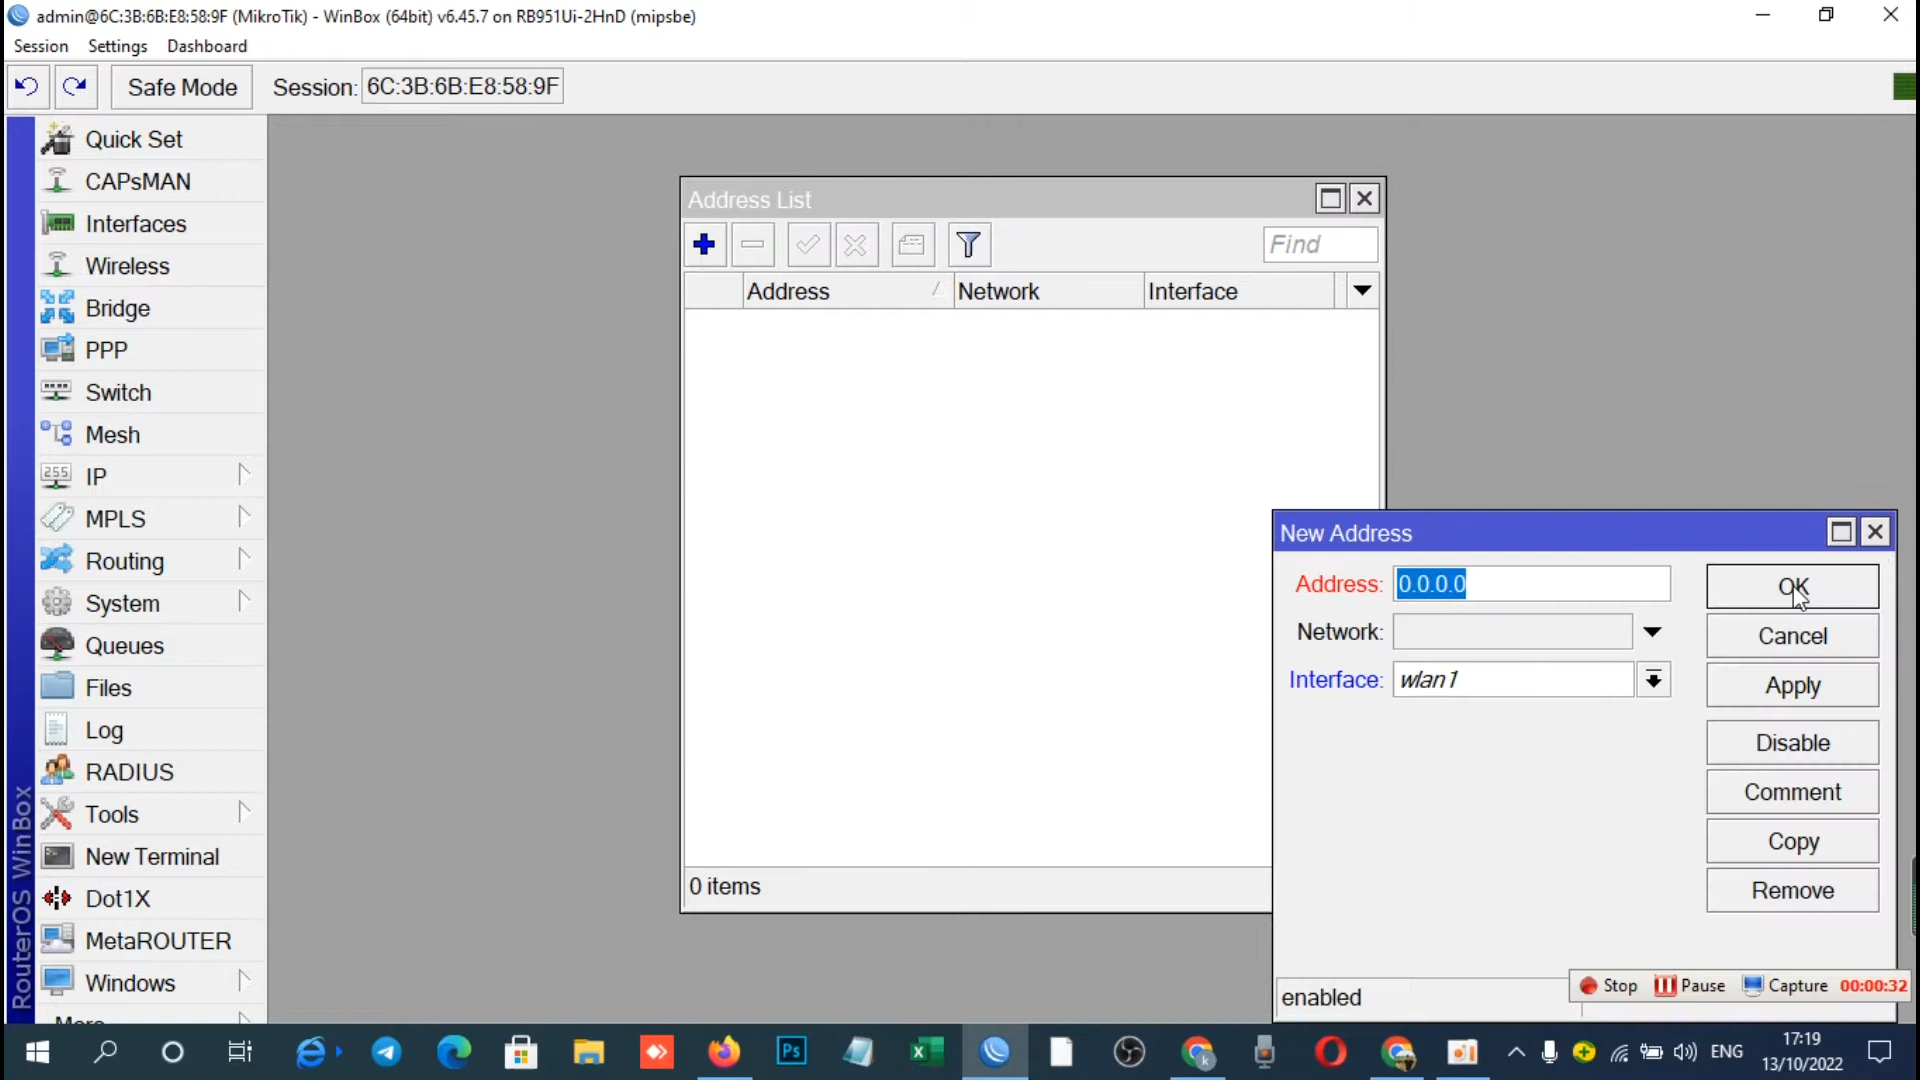 admin@6C:3B:6B:E8:58:9F (MikroTik) - WinBox (64bit) v6.45.7 on RB951Ui-2HnD (mipsbe)
Session Settings Dashboard
Safe Mode Session: 6C:3B:6B:E8:58:9F
Quick Set
CAPsMAN
Interfaces
Wireless
Bridge
PPP
Switch
Mesh
255 IP
MPLS
Routing
System
Queues
Files
Log
RADIUS
Tools
New Terminal
Dot1X
MetaROUTER
Windows
More
RouterOS WinBox
Address List
Find
Address Network Interface
0 items
New Address
Address: 0.0.0.0
Network:
Interface: wlan1
OK
Cancel
Apply
Disable
Comment
Copy
Remove
enabled
Stop Pause Capture 00:00:32
Ps
ENG
17:19
13/10/2022